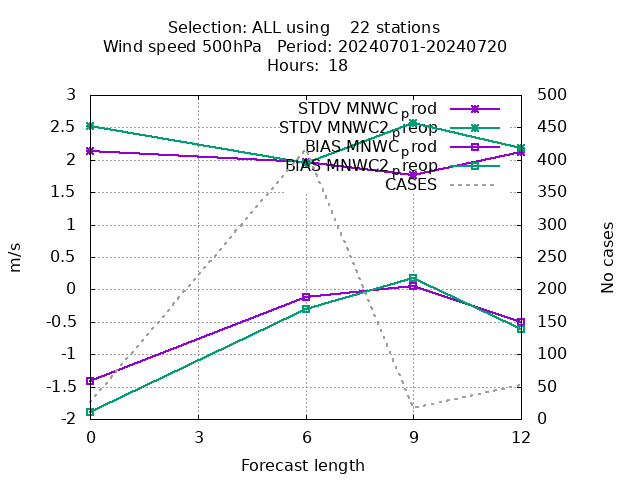 Selection: ALL using    22 stations
Wind speed 500hPa   Period: 20240701-20240720
Hours:  18
STDV MNWC_prod
STDV MNWC2_preop
BIAS MNWC_prod
BIAS MNWC2_preop
CASES
m/s
3
2.5
2
1.5
1
0.5
0
-0.5
-1
-1.5
-2
No cases
500
450
400
350
300
250
200
150
100
50
0
0 3 6 9 12
Forecast length